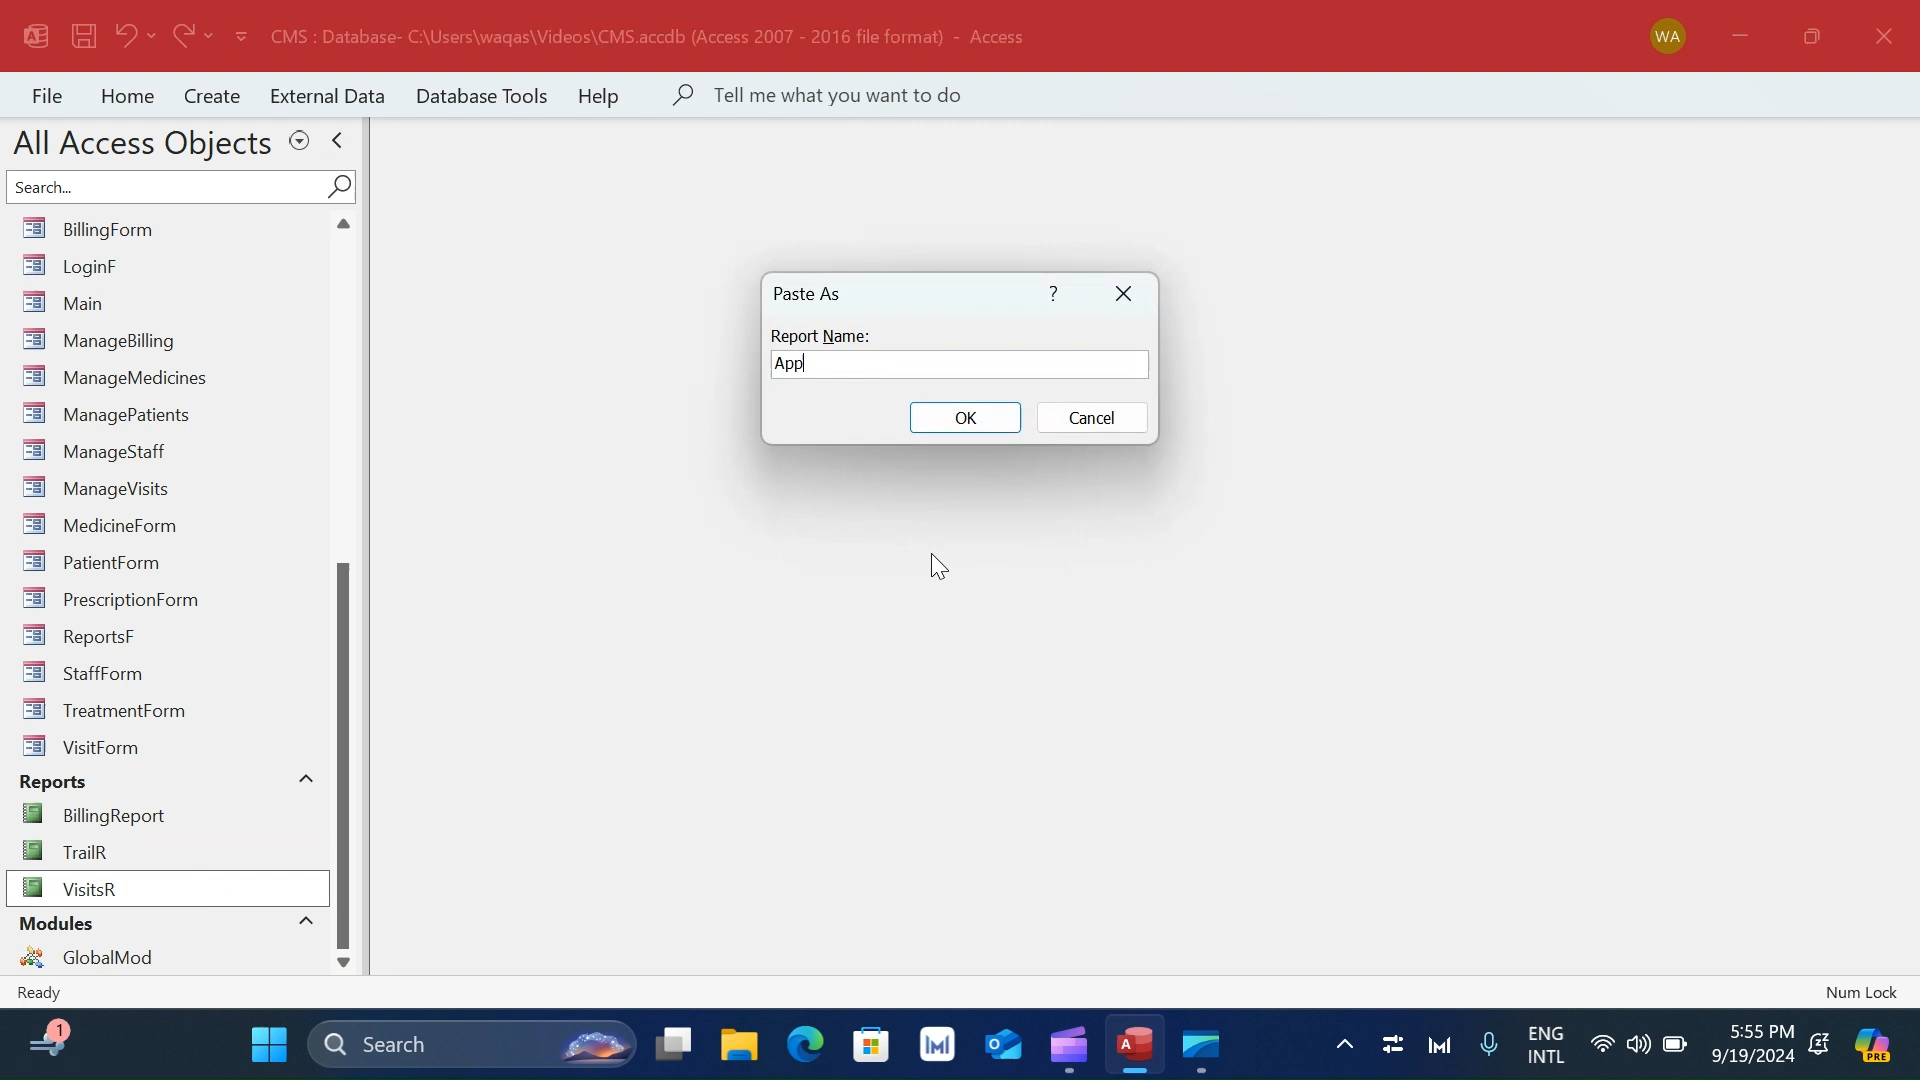 CMS : Database- C:\Users\waqas\Videos\CMS.accdb (Access 2007 - 2016 file format) - Access
WA
File Home Create External Data Database Tools Help Tell me what you want to do
All Access Objects
Search...
BillingForm
LoginF
Main
ManageBilling
ManageMedicines
ManagePatients
ManageStaff
ManageVisits
MedicineForm
PatientForm
PrescriptionForm
ReportsF
StaffForm
TreatmentForm
VisitForm
Reports
BillingReport
TrailR
VisitsR
Modules
GlobalMod
Paste As
?
Report Name:
App
OK Cancel
Ready
Num Lock
1
Search
ENG
INTL
5:55 PM
9/19/2024
PRE